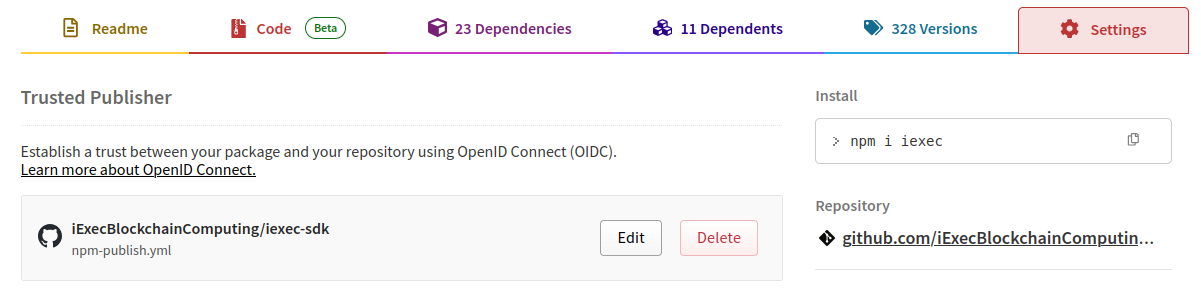 Readme
Code Beta
23 Dependencies
11 Dependents
328 Versions
Settings
Trusted Publisher
Establish a trust between your package and your repository using OpenID Connect (OIDC).
Learn more about OpenID Connect.
iExecBlockchainComputing/iexec-sdk
npm-publish.yml
Edit
Delete
Install
> npm i iexec
Repository
github.com/iExecBlockchainComputin...